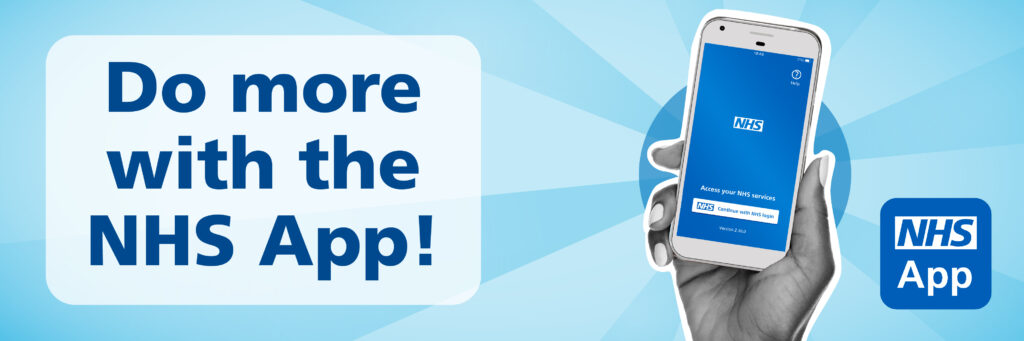 Do more
with the
NHS App!
Help
NHS
Access your NHS services
NHS Continue with NHS login
NHS
App